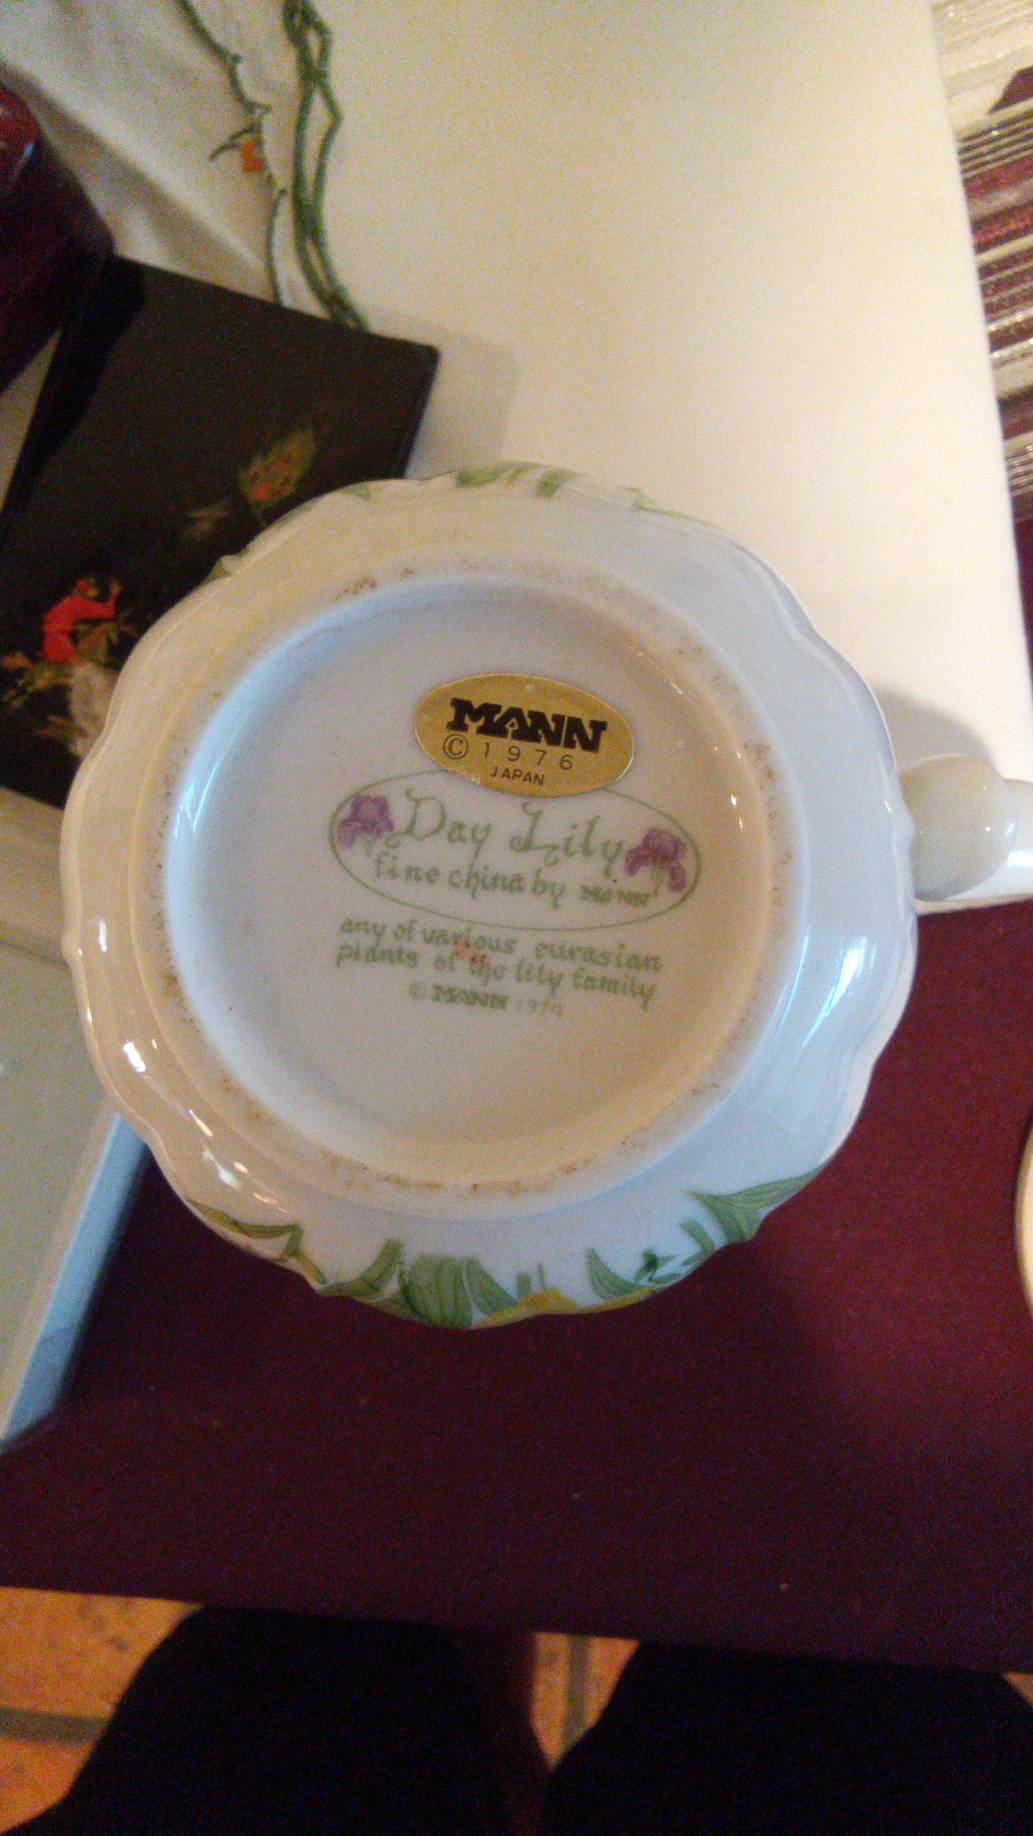 MANN
© 1976
JAPAN
Day Lily
fine china by MANN
any of various eurasian
plants of the lily family
© MANN 1974